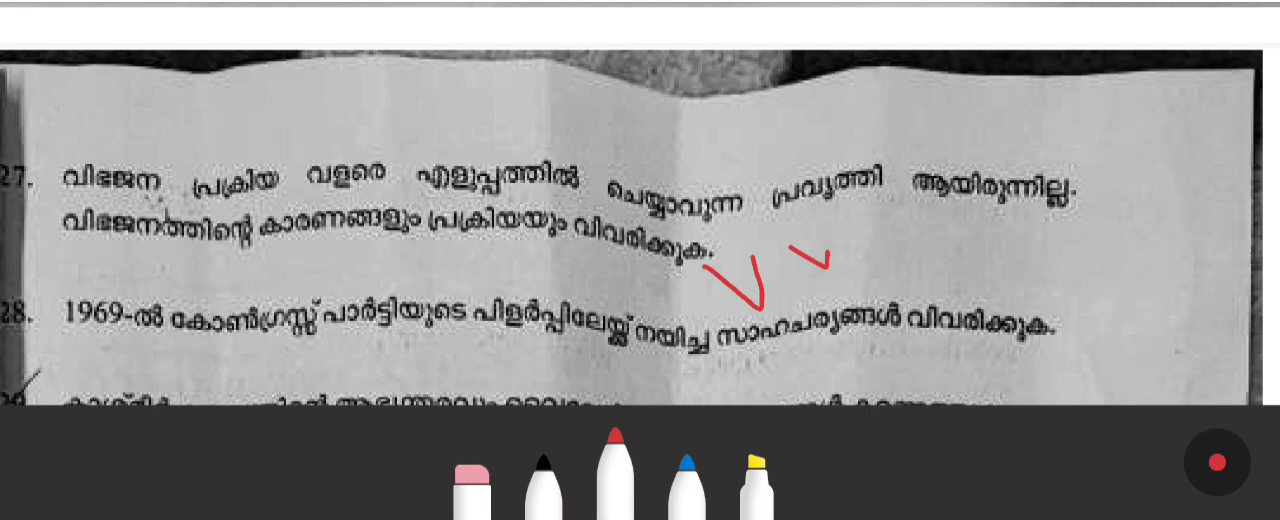 27. വിഭജന പ്രക്രിയ വളരെ എളുപ്പത്തിൽ ചെയ്യാവുന്ന പ്രവൃത്തി ആയിരുന്നില്ല.
വിഭജനത്തിന്റെ കാരണങ്ങളും പ്രക്രിയയും വിവരിക്കുക.
28. 1969-ൽ കോൺഗ്രസ്സ് പാർട്ടിയുടെ പിളർപ്പിലേയ്ക്ക് നയിച്ച സാഹചര്യങ്ങൾ വിവരിക്കുക.
29